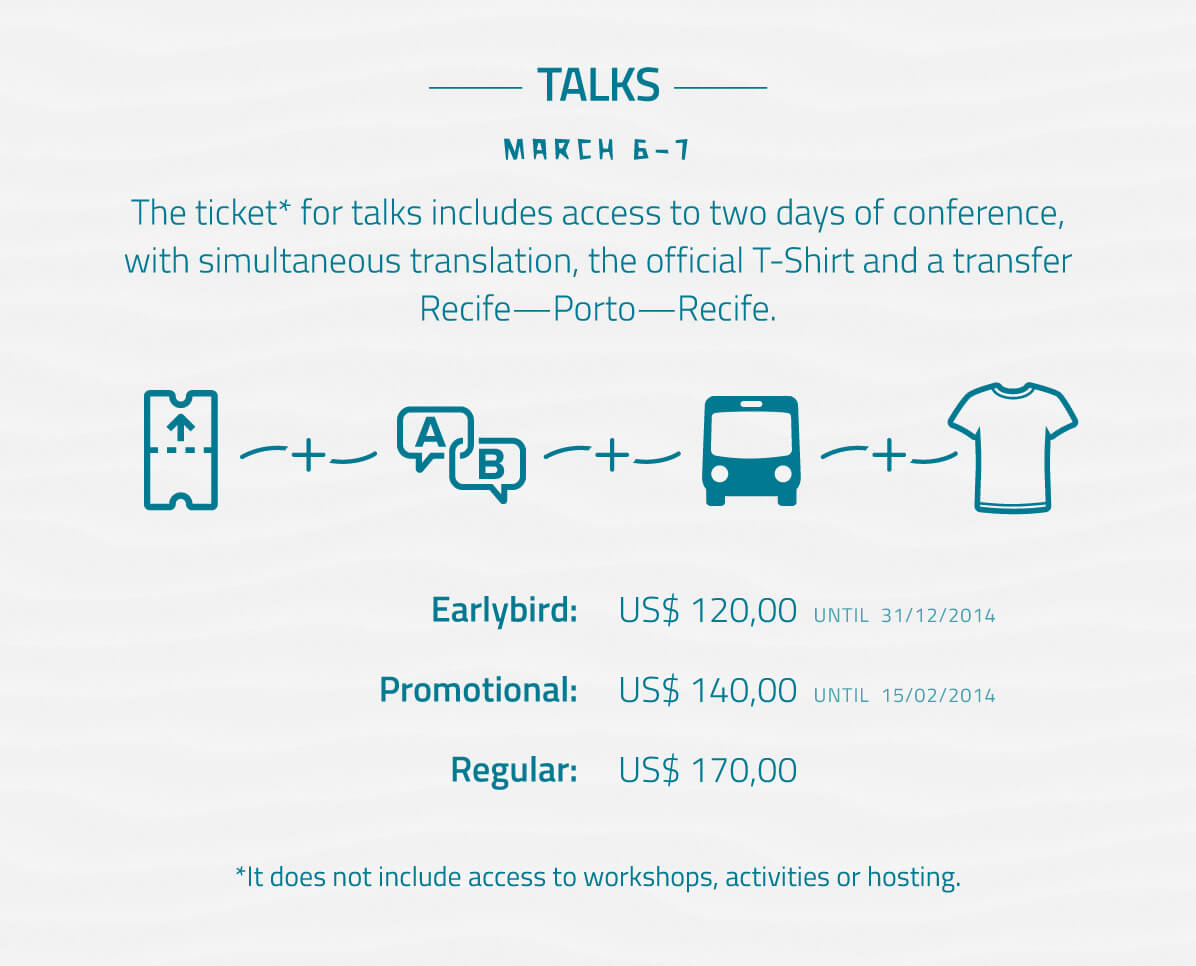 TALKS
MARCH 6-7
The ticket* for talks includes access to two days of conference,
with simultaneous translation, the official T-Shirt and a transfer
Recife—Porto—Recife.
A
B
Earlybird: US$ 120,00 UNTIL 31/12/2014
Promotional: US$ 140,00 UNTIL 15/02/2014
Regular: US$ 170,00
*It does not include access to workshops, activities or hosting.